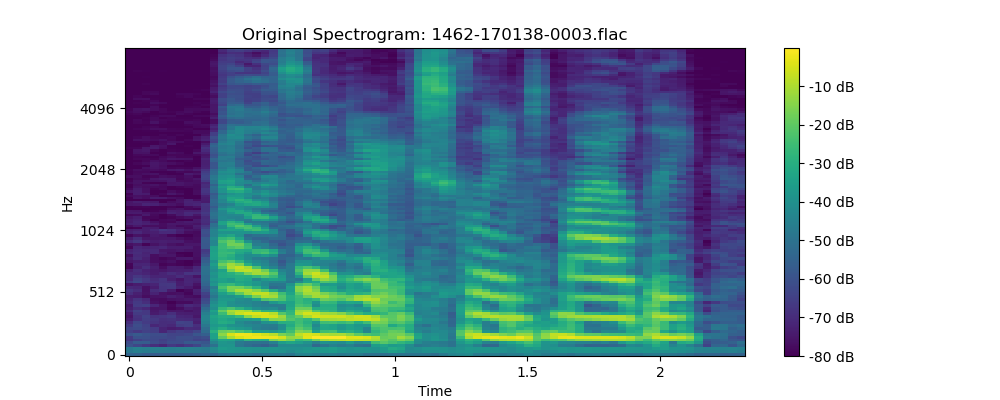 Original Spectrogram: 1462-170138-0003.flac
Hz
4096
2048
1024
512
0
0 0.5 1 1.5 2
Time
-10 dB
-20 dB
-30 dB
-40 dB
-50 dB
-60 dB
-70 dB
-80 dB